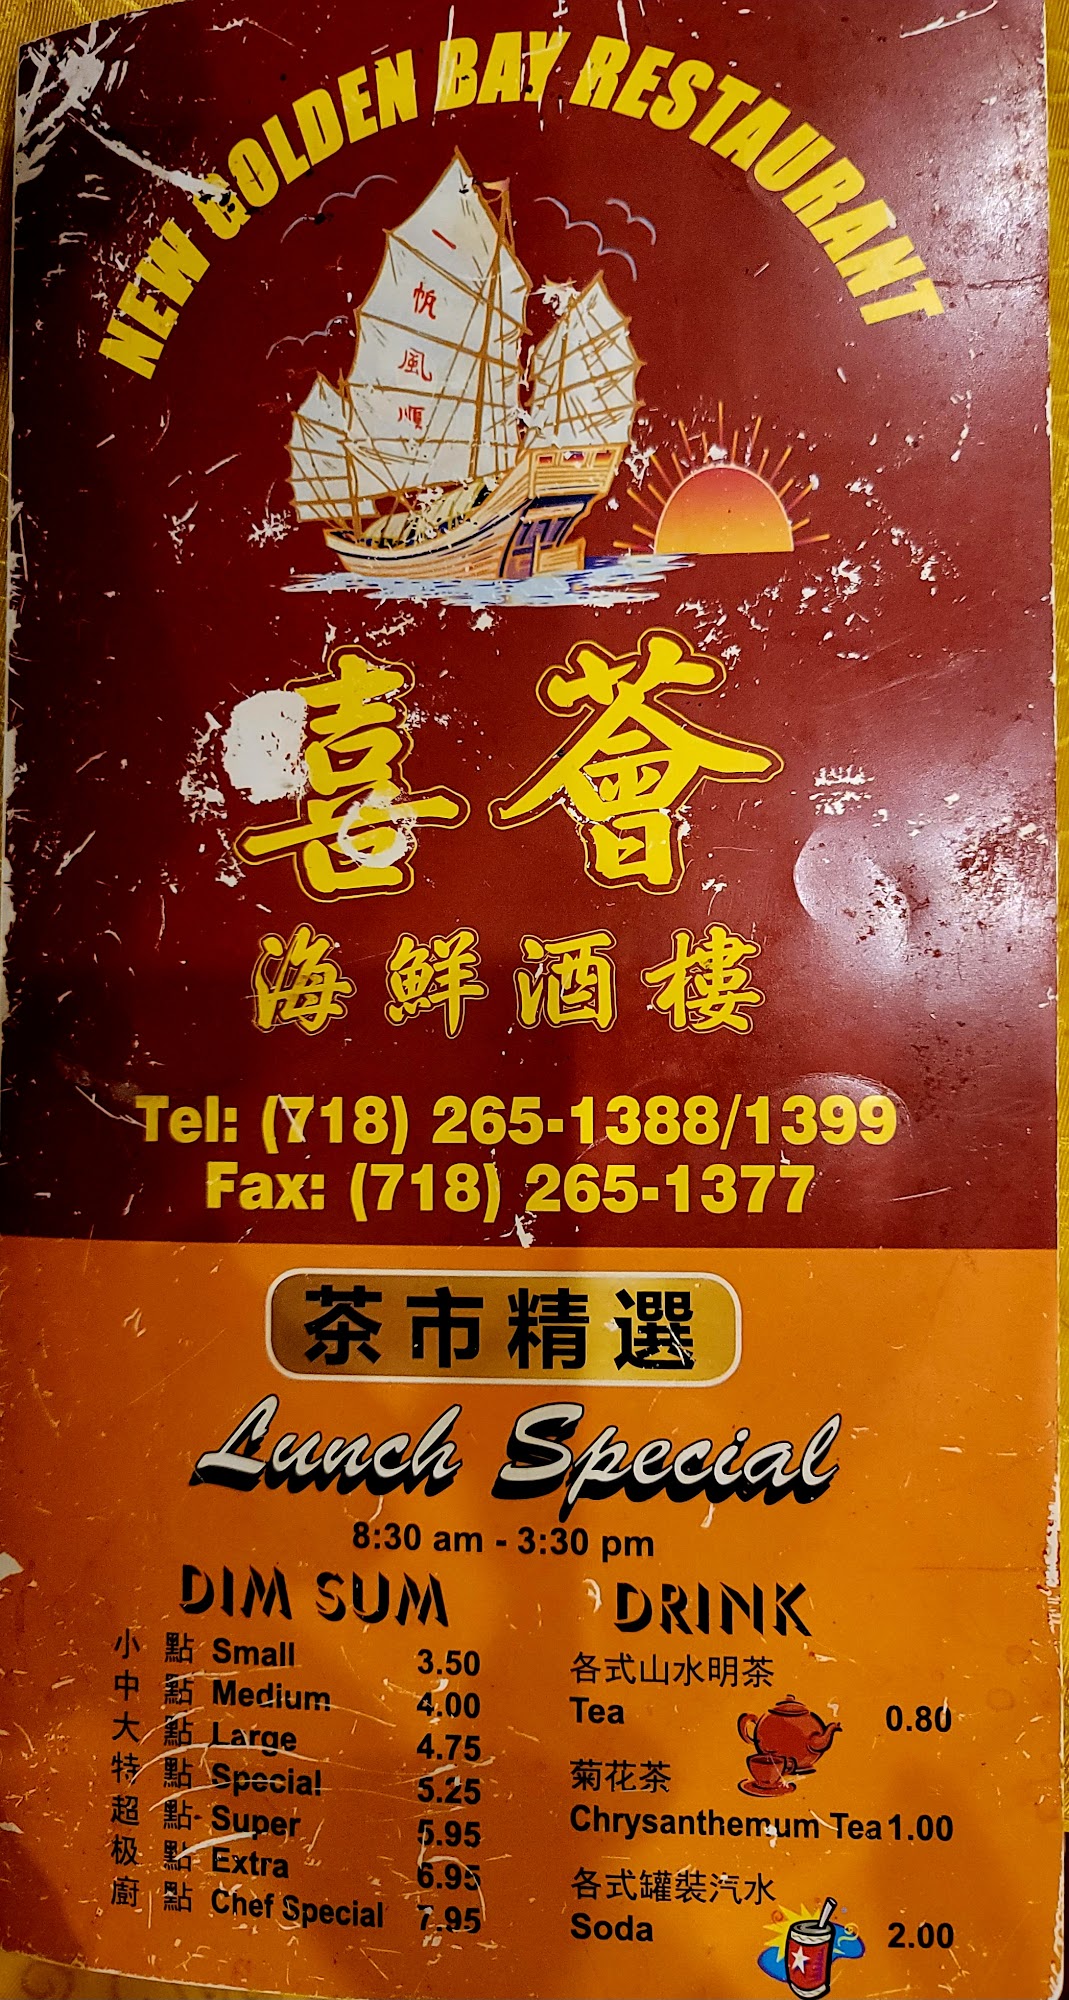 NEW GOLDEN BAY RESTAURANT
一帆風順
喜薈
海鮮酒樓
Tel: (718) 265-1388/1399
Fax: (718) 265-1377
茶市精選
Lunch Special
8:30 am - 3:30 pm
DIM SUM
小點 Small 3.50
中點 Medium 4.00
大點 Large 4.75
特點 Special 5.25
超點 Super 5.95
极點 Extra 6.95
廚點 Chef Special 7.95
DRINK
各式山水明茶
Tea 0.80
菊花茶
Chrysanthemum Tea 1.00
各式罐裝汽水
Soda 2.00